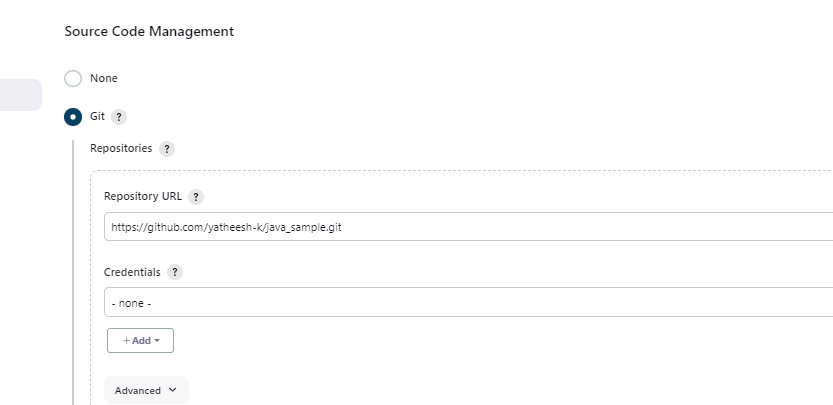 Source Code Management
None
Git ?
Repositories ?
Repository URL ?
https://github.com/yatheesh-k/java_sample.git
Credentials ?
- none -
+ Add
Advanced